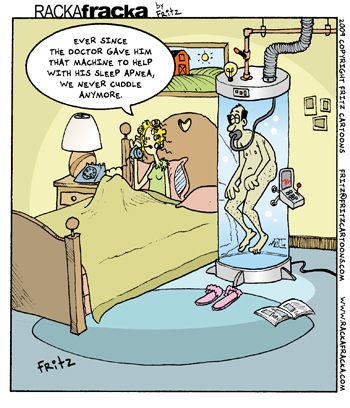 RACKAfracka by Fritz
EVER SINCE
THE DOCTOR GAVE HIM
THAT MACHINE TO HELP
WITH HIS SLEEP APNEA,
WE NEVER CUDDLE
ANYMORE.
FRitz
2009 COPYRIGHT FRITZ CARTOONS
FRITZ@FRITZCARTOONS.COM
WWW.RACKAFRACKA.COM